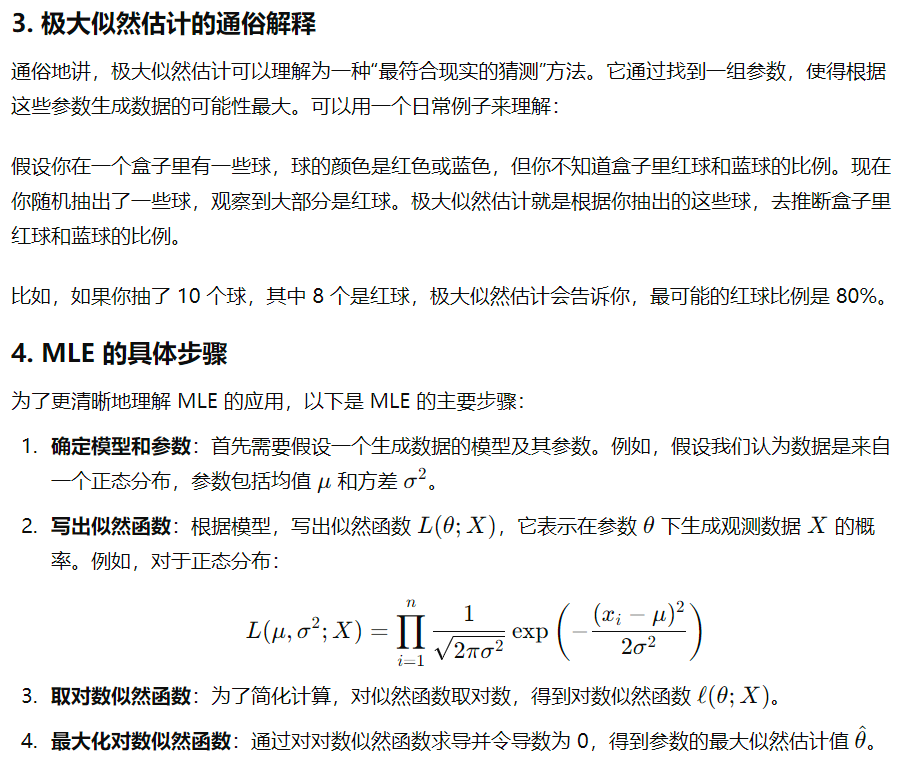 3. 极大似然估计的通俗解释
通俗地讲，极大似然估计可以理解为一种“最符合现实的猜测”方法。它通过找到一组参数，使得根据
这些参数生成数据的可能性最大。可以用一个日常例子来理解：
假设你在一个盒子里有一些球，球的颜色是红色或蓝色，但你不知道盒子里红球和蓝球的比例。现在
你随机抽出了一些球，观察到大部分是红球。极大似然估计就是根据你抽出的这些球，去推断盒子里
红球和蓝球的比例。
比如，如果你抽了 10 个球，其中 8 个是红球，极大似然估计会告诉你，最可能的红球比例是 80%。
4. MLE 的具体步骤
为了更清晰地理解 MLE 的应用，以下是 MLE 的主要步骤：
1. 确定模型和参数：首先需要假设一个生成数据的模型及其参数。例如，假设我们认为数据是来自
一个正态分布，参数包括均值 μ 和方差 σ²。
2. 写出似然函数：根据模型，写出似然函数 L(θ; X)，它表示在参数 θ 下生成观测数据 X 的概
率。例如，对于正态分布：
L(μ, σ²; X) = ∏_{i=1}^{n} \frac{1}{\sqrt{2πσ²}} exp(−\frac{(x_i − μ)²}{2σ²})
3. 取对数似然函数：为了简化计算，对似然函数取对数，得到对数似然函数 ℓ(θ; X)。
4. 最大化对数似然函数：通过对对数似然函数求导并令导数为 0，得到参数的最大似然估计值 θ̂。